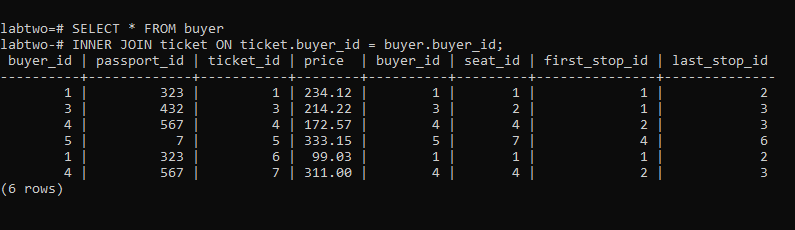 labtwo=# SELECT * FROM buyer
labtwo-# INNER JOIN ticket ON ticket.buyer_id = buyer.buyer_id;
 buyer_id | passport_id | ticket_id | price  | buyer_id | seat_id | first_stop_id | last_stop_id
----------+-------------+-----------+--------+----------+---------+---------------+--------------
        1 |         323 |         1 | 234.12 |        1 |       1 |             1 |            2
        3 |         432 |         3 | 214.22 |        3 |       2 |             1 |            3
        4 |         567 |         4 | 172.57 |        4 |       4 |             2 |            3
        5 |           7 |         5 | 333.15 |        5 |       7 |             4 |            6
        1 |         323 |         6 |  99.03 |        1 |       1 |             1 |            2
        4 |         567 |         7 | 311.00 |        4 |       4 |             2 |            3
(6 rows)